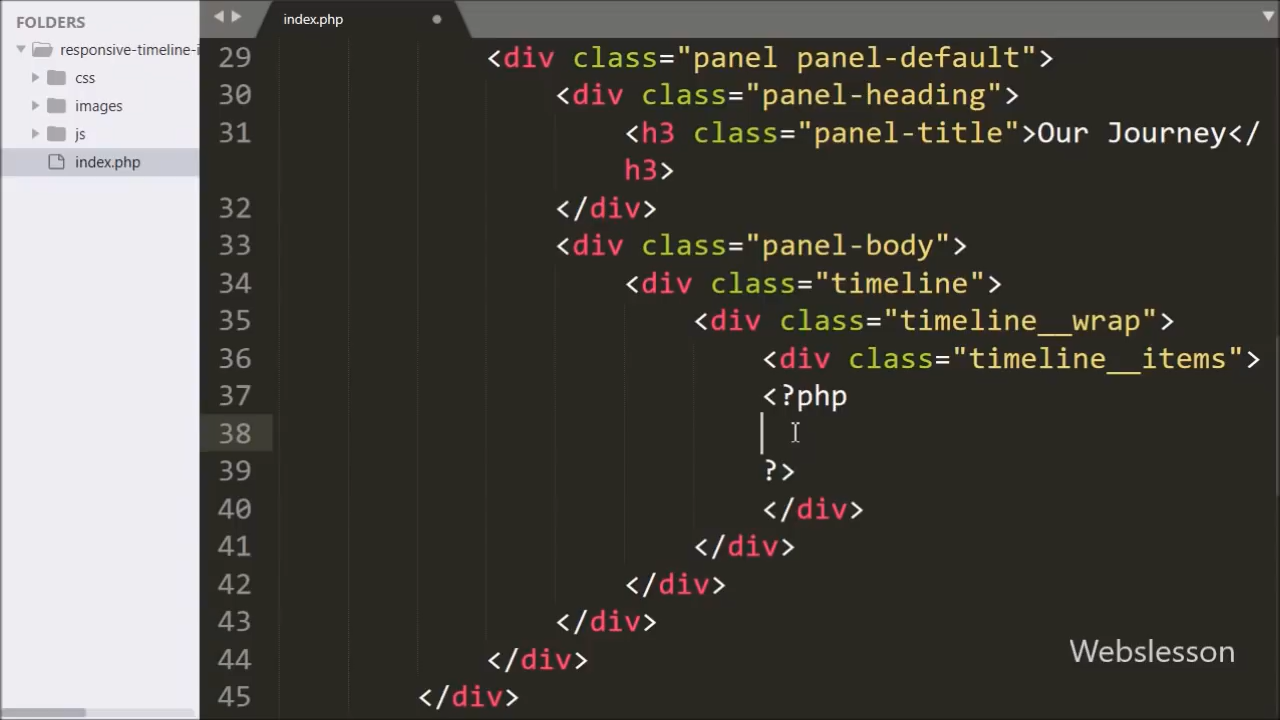 FOLDERS
responsive-timeline-i
css
images
js
index.php
index.php
29 <div class="panel panel-default">
30 <div class="panel-heading">
31 <h3 class="panel-title">Our Journey</
h3>
32 </div>
33 <div class="panel-body">
34 <div class="timeline">
35 <div class="timeline__wrap">
36 <div class="timeline__items">
37 <?php
38
39 ?>
40 </div>
41 </div>
42 </div>
43 </div>
44 </div>
45 </div>
Webslesson